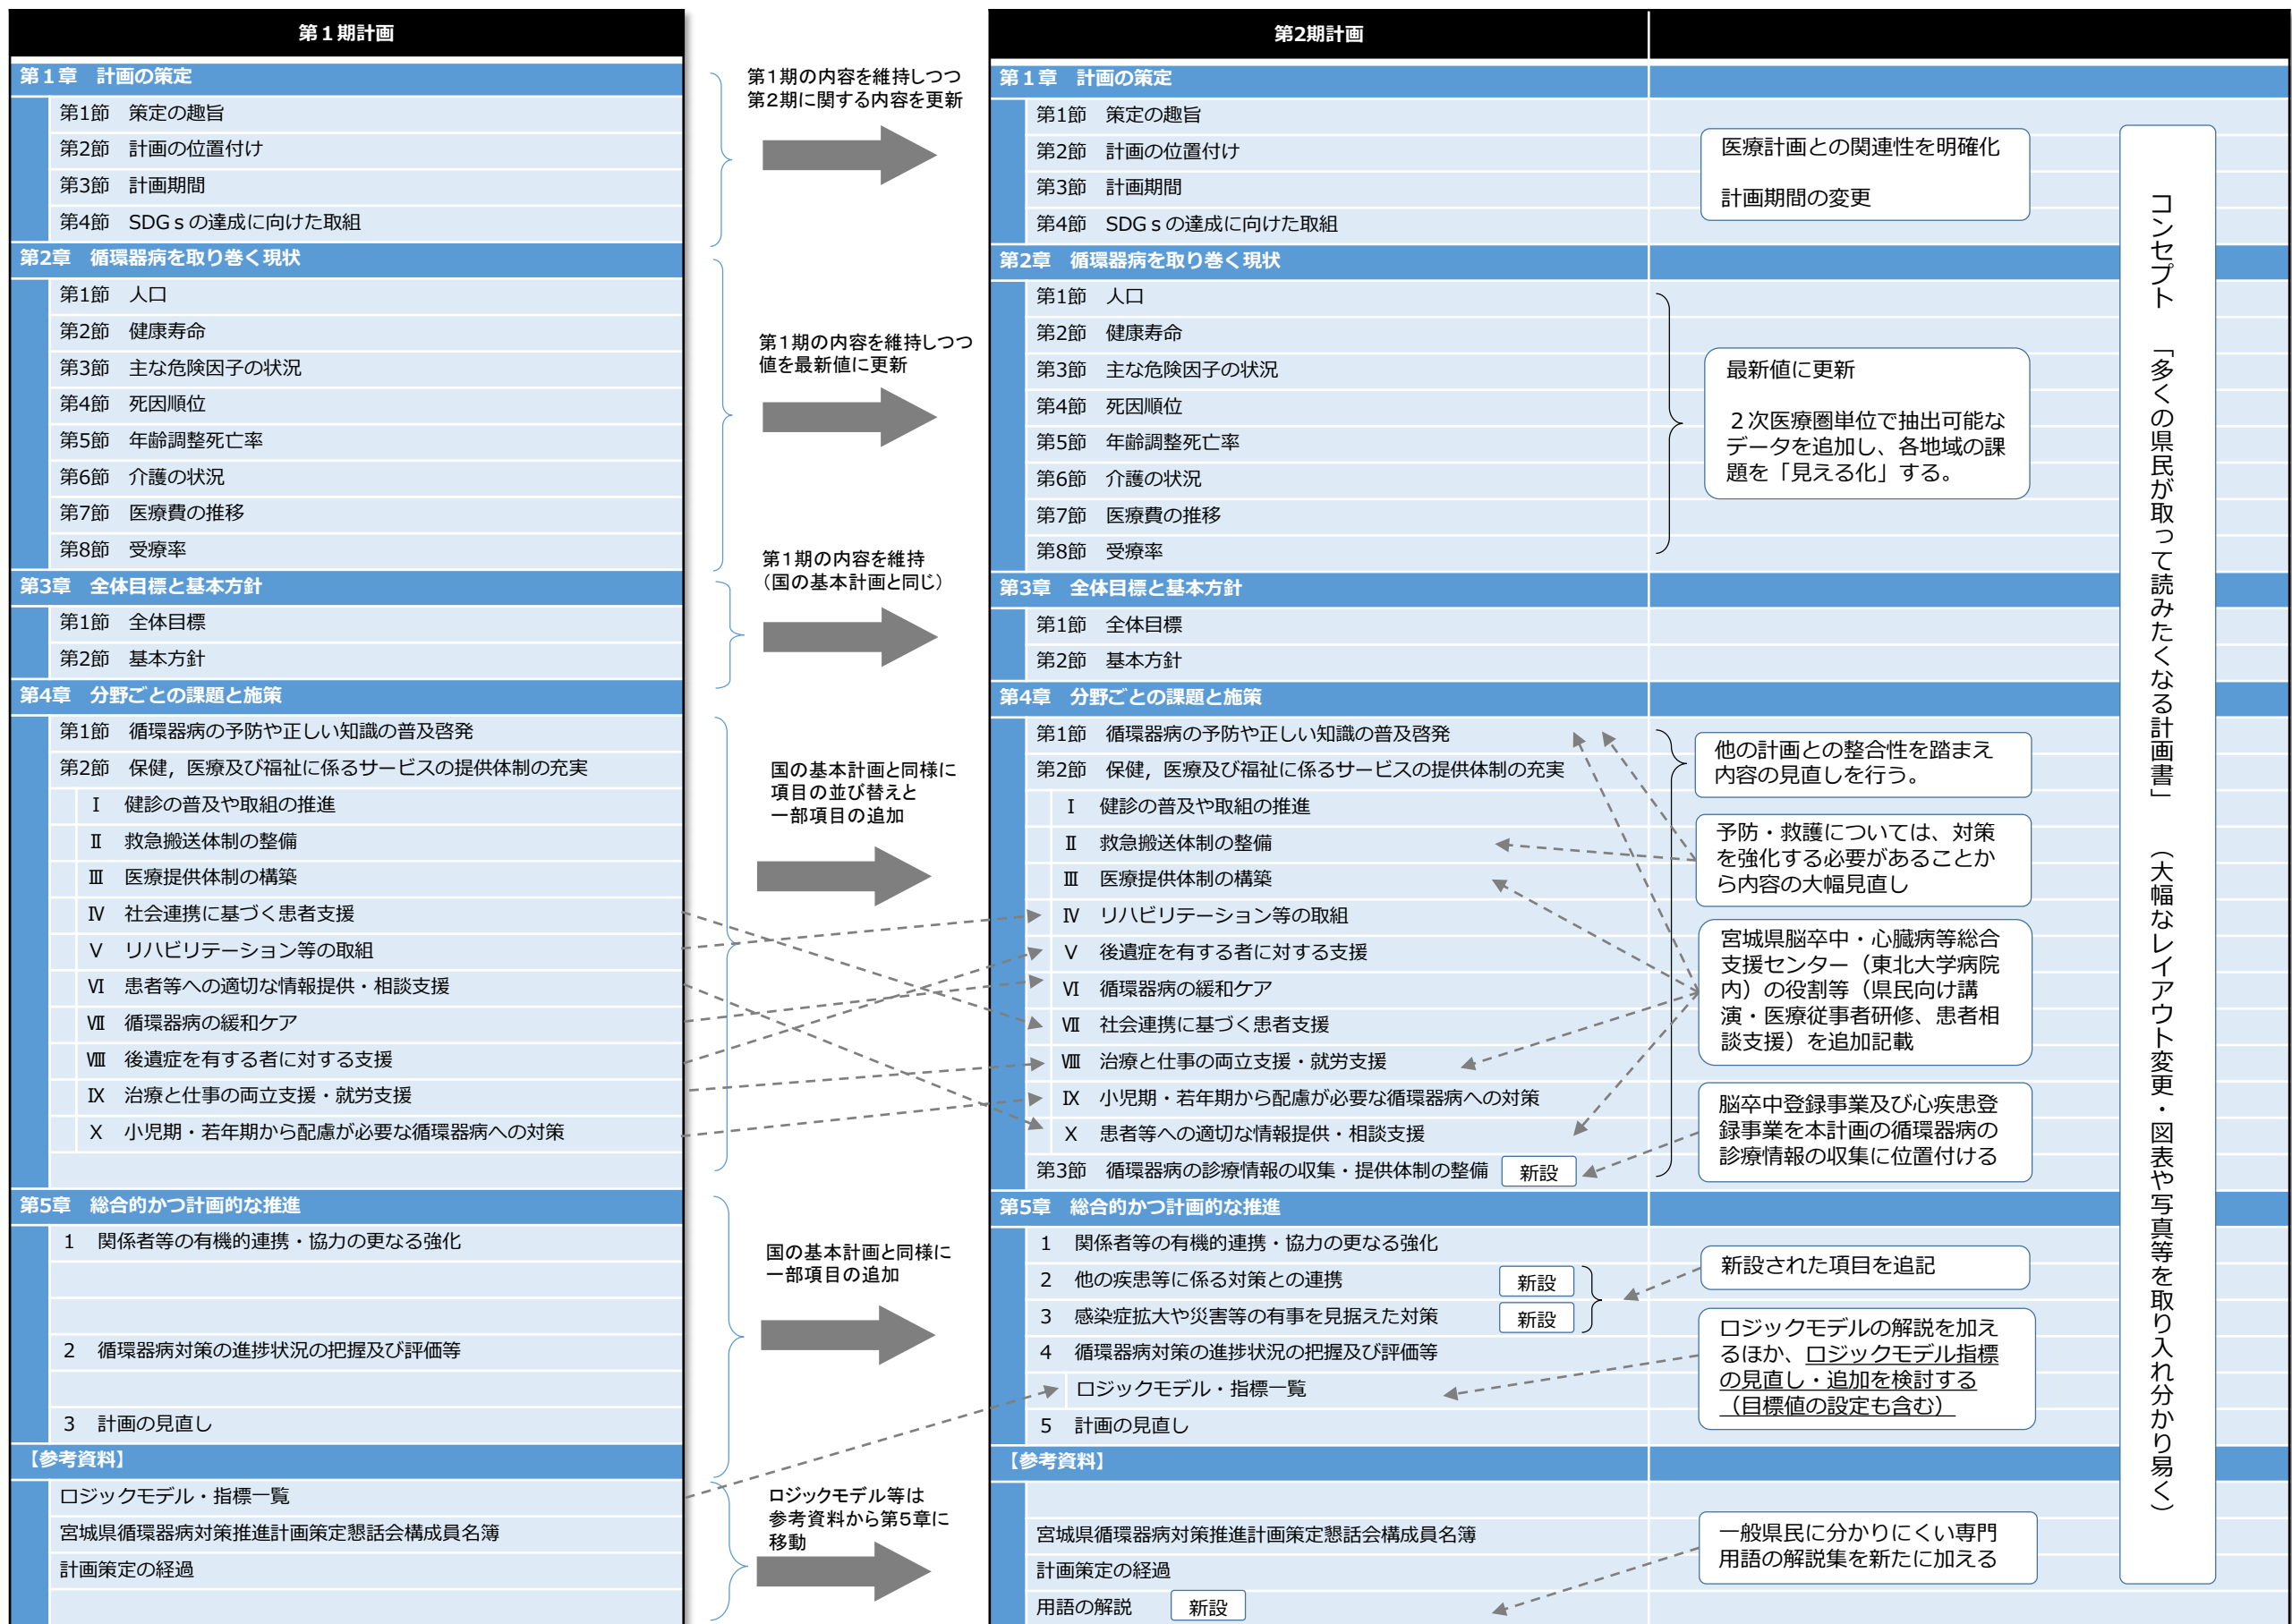 第１期計画
第１章　計画の策定
第1節　策定の趣旨
第2節　計画の位置付け
第3節　計画期間
第4節　SDGｓの達成に向けた取組
第2章　循環器病を取り巻く現状
第1節　人口
第2節　健康寿命
第3節　主な危険因子の状況
第4節　死因順位
第5節　年齢調整死亡率
第6節　介護の状況
第7節　医療費の推移
第8節　受療率
第3章　全体目標と基本方針
第1節　全体目標
第2節　基本方針
第4章　分野ごとの課題と施策
第1節　循環器病の予防や正しい知識の普及啓発
第2節　保健，医療及び福祉に係るサービスの提供体制の充実
Ⅰ　健診の普及や取組の推進
Ⅱ　救急搬送体制の整備
Ⅲ　医療提供体制の構築
Ⅳ　社会連携に基づく患者支援
Ⅴ　リハビリテーション等の取組
Ⅵ　患者等への適切な情報提供・相談支援
Ⅶ　循環器病の緩和ケア
Ⅷ　後遺症を有する者に対する支援
Ⅸ　治療と仕事の両立支援・就労支援
Ⅹ　小児期・若年期から配慮が必要な循環器病への対策
第5章　総合的かつ計画的な推進
1　関係者等の有機的連携・協力の更なる強化
2　循環器病対策の進捗状況の把握及び評価等
3　計画の見直し
【参考資料】
ロジックモデル・指標一覧
宮城県循環器病対策推進計画策定懇話会構成員名簿
計画策定の経過
第１期の内容を維持しつつ
第２期に関する内容を更新
第１期の内容を維持しつつ
値を最新値に更新
第１期の内容を維持
（国の基本計画と同じ）
国の基本計画と同様に
項目の並び替えと
一部項目の追加
国の基本計画と同様に
一部項目の追加
ロジックモデル等は
参考資料から第5章に
移動
第2期計画
第１章　計画の策定
第1節　策定の趣旨
第2節　計画の位置付け
第3節　計画期間
第4節　SDGｓの達成に向けた取組
第2章　循環器病を取り巻く現状
第1節　人口
第2節　健康寿命
第3節　主な危険因子の状況
第4節　死因順位
第5節　年齢調整死亡率
第6節　介護の状況
第7節　医療費の推移
第8節　受療率
第3章　全体目標と基本方針
第1節　全体目標
第2節　基本方針
第4章　分野ごとの課題と施策
第1節　循環器病の予防や正しい知識の普及啓発
第2節　保健，医療及び福祉に係るサービスの提供体制の充実
Ⅰ　健診の普及や取組の推進
Ⅱ　救急搬送体制の整備
Ⅲ　医療提供体制の構築
Ⅳ　リハビリテーション等の取組
Ⅴ　後遺症を有する者に対する支援
Ⅵ　循環器病の緩和ケア
Ⅶ　社会連携に基づく患者支援
Ⅷ　治療と仕事の両立支援・就労支援
Ⅸ　小児期・若年期から配慮が必要な循環器病への対策
Ⅹ　患者等への適切な情報提供・相談支援
第3節　循環器病の診療情報の収集・提供体制の整備　新設
第5章　総合的かつ計画的な推進
1　関係者等の有機的連携・協力の更なる強化
2　他の疾患等に係る対策との連携　新設
3　感染症拡大や災害等の有事を見据えた対策　新設
4　循環器病対策の進捗状況の把握及び評価等
ロジックモデル・指標一覧
5　計画の見直し
【参考資料】
宮城県循環器病対策推進計画策定懇話会構成員名簿
計画策定の経過
用語の解説　新設
医療計画との関連性を明確化
計画期間の変更
最新値に更新
２次医療圏単位で抽出可能な
データを追加し、各地域の課
題を「見える化」する。
他の計画との整合性を踏まえ
内容の見直しを行う。
予防・救護については、対策
を強化する必要があることか
ら内容の大幅見直し
宮城県脳卒中・心臓病等総合
支援センター（東北大学病院
内）の役割等（県民向け講
演・医療従事者研修、患者相
談支援）を追加記載
脳卒中登録事業及び心疾患登
録事業を本計画の循環器病の
診療情報の収集に位置付ける
新設された項目を追記
ロジックモデルの解説を加え
るほか、ロジックモデル指標
の見直し・追加を検討する
（目標値の設定も含む）
一般県民に分かりにくい専門
用語の解説集を新たに加える
コンセプト　「多くの県民が取って読みたくなる計画書」　（大幅なレイアウト変更・図表や写真等を取り入れ分かり易く）